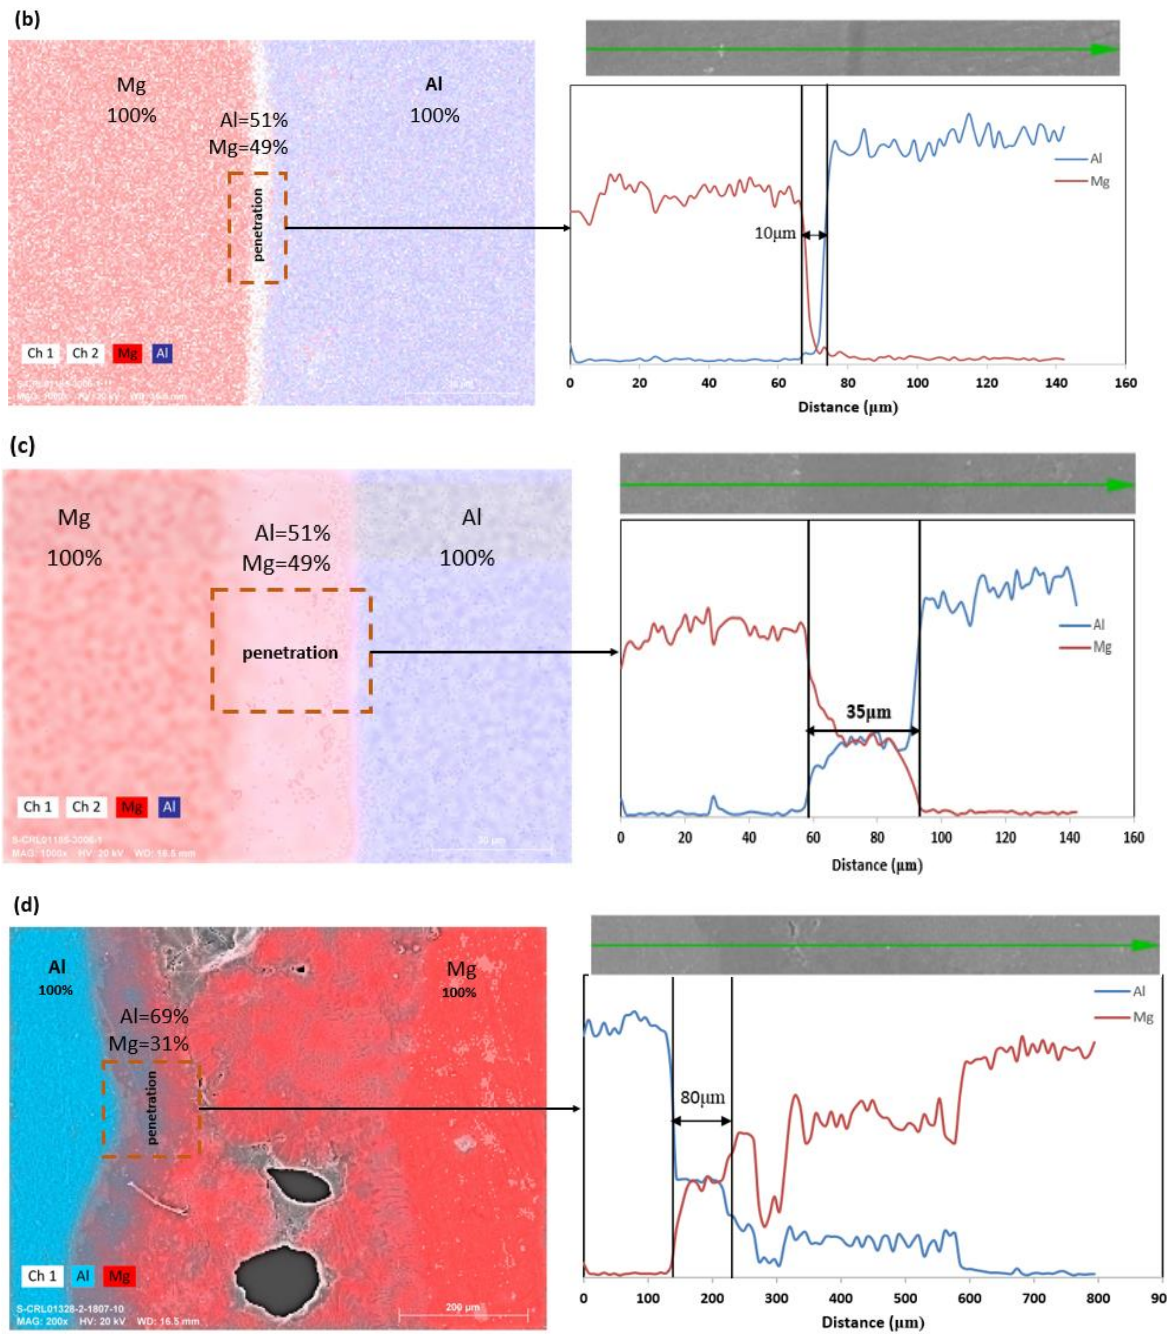 (b)
Mg
100%
Al
100%
Al=51%
Mg=49%
penetration
Ch 1 Ch 2 Mg Al
10μm
Al
Mg
0 20 40 60 80 100 120 140 160
Distance (μm)
(c)
Mg
100%
Al=51%
Mg=49%
Al
100%
penetration
Ch 1 Ch 2 Mg Al
S-CRL01185-3006-1
MAG: 1000x HV: 20 kV WD: 16.5 mm
35μm
Al
Mg
0 20 40 60 80 100 120 140 160
Distance (μm)
(d)
Al
100%
Al=69%
Mg=31%
Mg
100%
penetration
Ch 1 Al Mg
S-CRL01328-2-1807-10
MAG: 200x HV: 20 kV WD: 16.5 mm
200 μm
80μm
Al
Mg
0 100 200 300 400 500 600 700 800 90
Distance (μm)